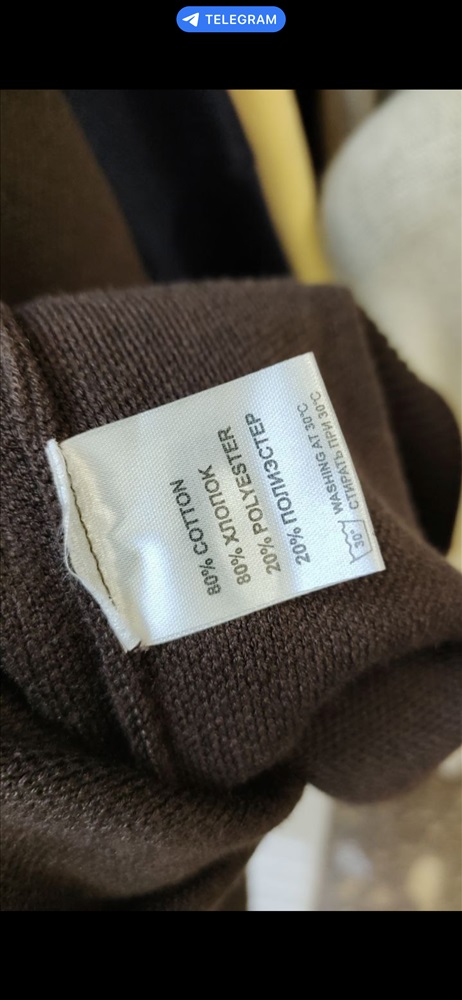 TELEGRAM
80% COTTON
80% ХЛОПОК
20% POLYESTER
20% ПОЛИЭСТЕР
30° WASHING AT 30°C
СТИРАТЬ ПРИ 30°C